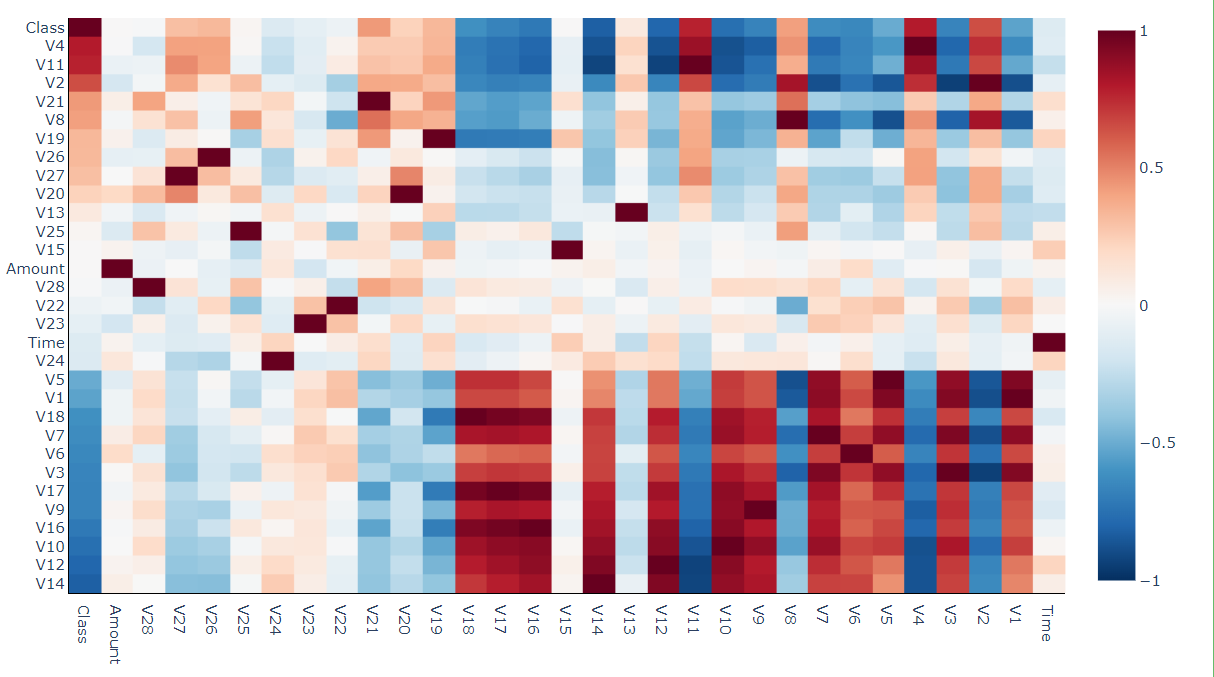 Class
V4
V11
V2
V21
V8
V19
V26
V27
V20
V13
V25
V15
Amount
V28
V22
V23
Time
V24
V5
V1
V18
V7
V6
V3
V17
V9
V16
V10
V12
V14
Class
Amount
V28
V27
V26
V25
V24
V23
V22
V21
V20
V19
V18
V17
V16
V15
V14
V13
V12
V11
V10
V9
V8
V7
V6
V5
V4
V3
V2
V1
Time
1
0.5
0
−0.5
−1